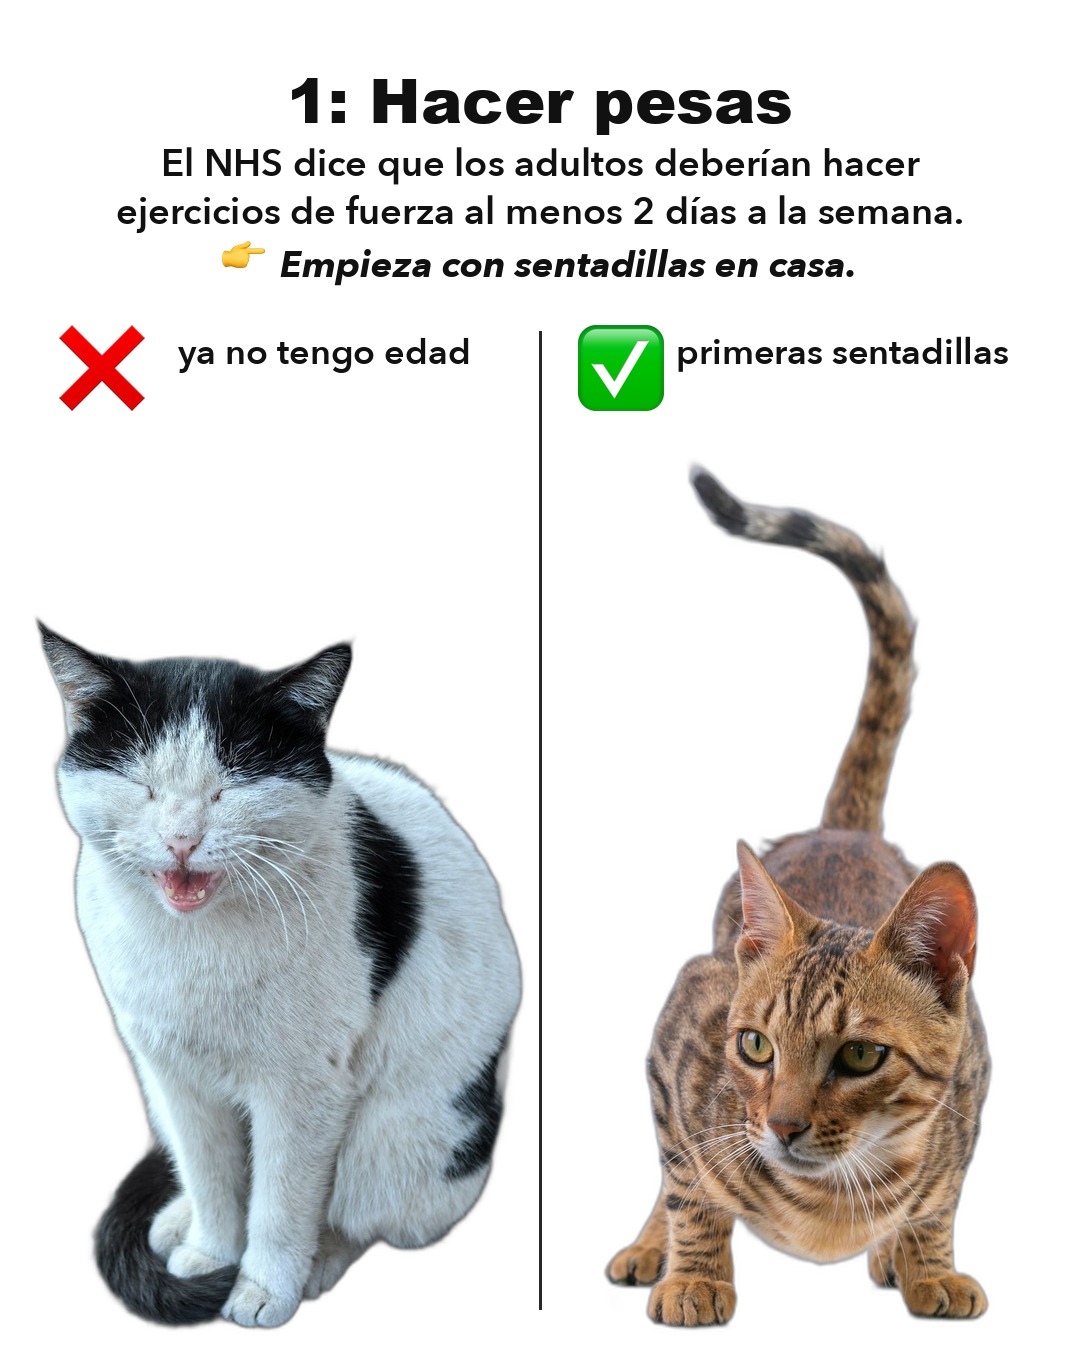 1: Hacer pesas
El NHS dice que los adultos deberían hacer
ejercicios de fuerza al menos 2 días a la semana.
👉 Empieza con sentadillas en casa.
❌ ya no tengo edad
✅ primeras sentadillas